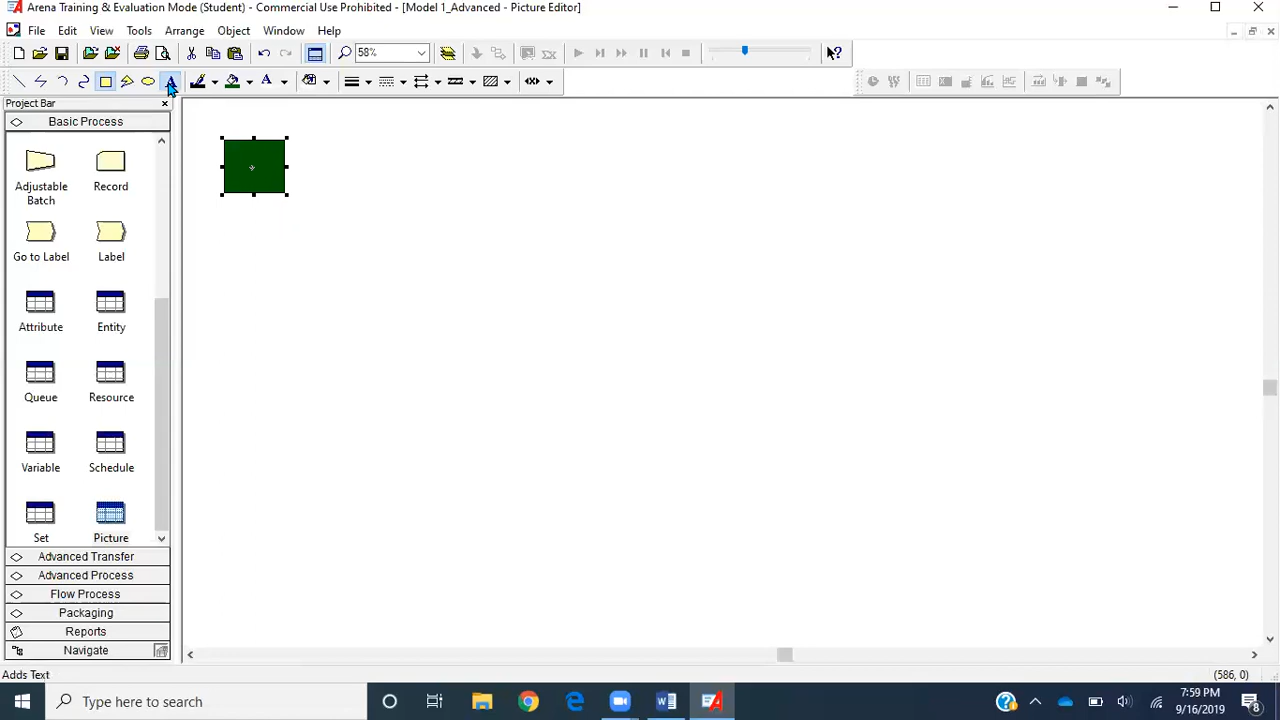 Arena Training & Evaluation Mode (Student) - Commercial Use Prohibited - [Model 1_Advanced - Picture Editor]
File Edit View Tools Arrange Object Window Help
58%
Project Bar
Basic Process
Adjustable Batch
Record
Go to Label
Label
Attribute
Entity
Queue
Resource
Variable
Schedule
Set
Picture
Advanced Transfer
Advanced Process
Flow Process
Packaging
Reports
Navigate
Adds Text
(586, 0)
Type here to search
7:59 PM
9/16/2019
8